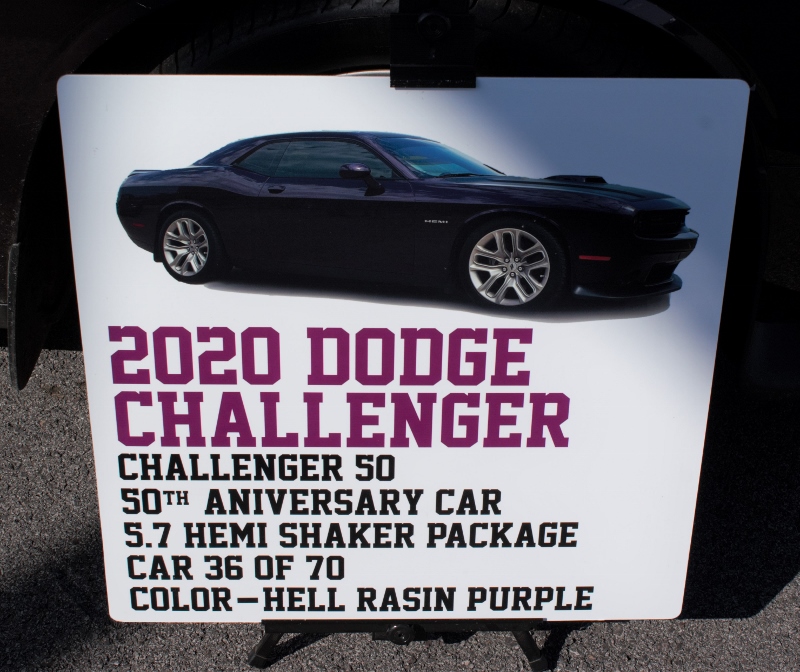 HEMI
2020 DODGE
CHALLENGER
CHALLENGER 50
50TH ANIVERSARY CAR
5.7 HEMI SHAKER PACKAGE
CAR 36 OF 70
COLOR-HELL RASIN PURPLE